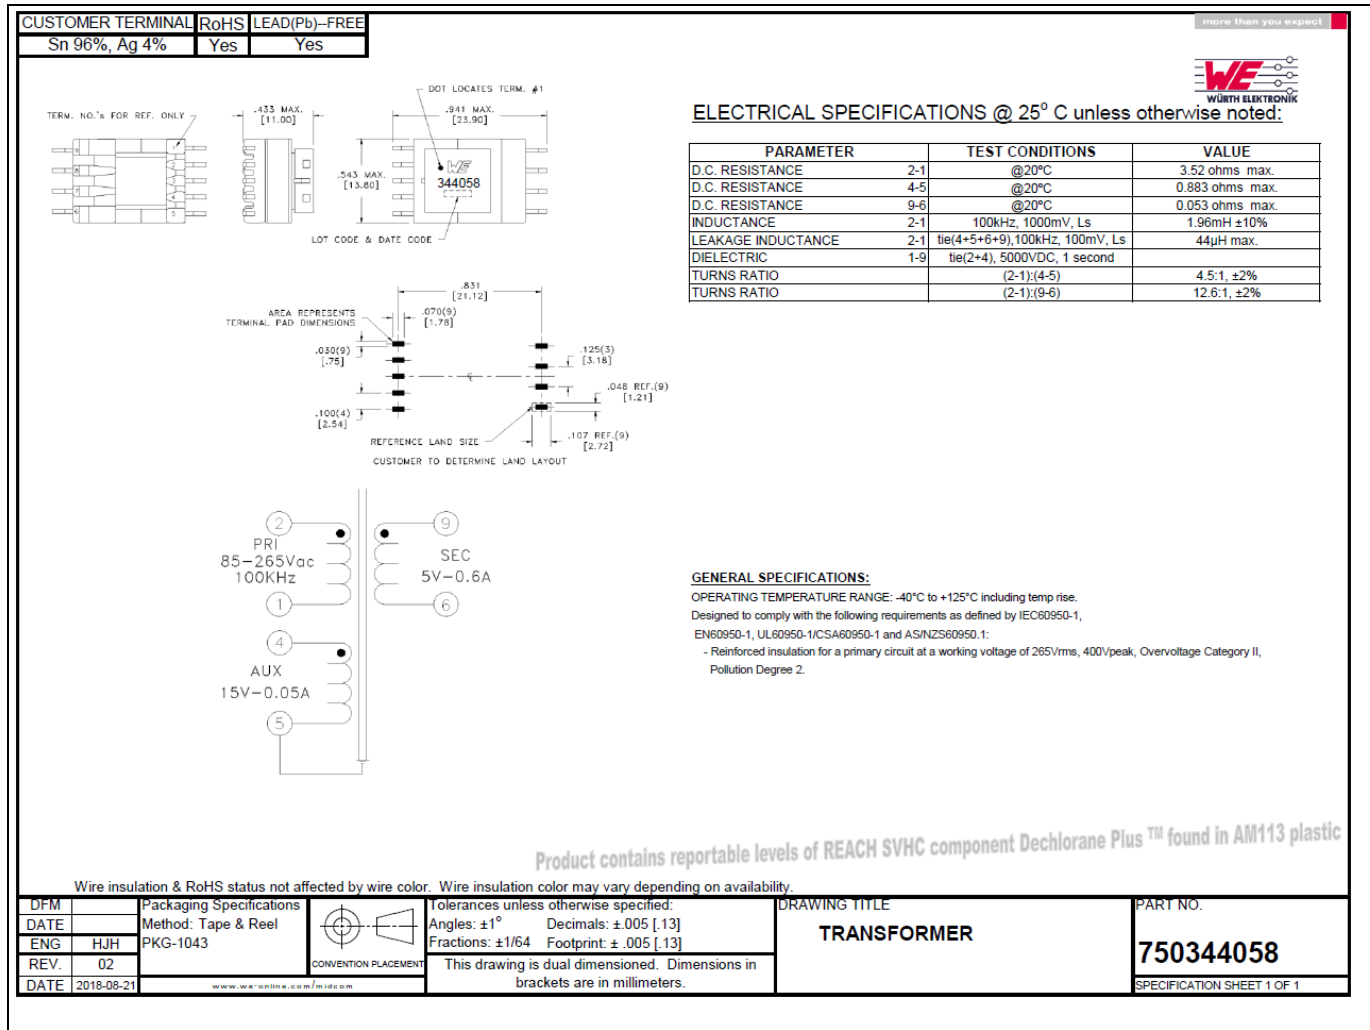 CUSTOMER TERMINAL RoHS LEAD(Pb)--FREE
Sn 96%, Ag 4% Yes Yes
more than you expect
WE
WÜRTH ELEKTRONIK
DOT LOCATES TERM. #1
TERM. NO.'s FOR REF. ONLY
.433 MAX.
[11.00]
.941 MAX.
[23.90]
.543 MAX.
[13.80]
WE
344058
LOT CODE & DATE CODE
9
8
7
6
1
2
3
4
5
ELECTRICAL SPECIFICATIONS @ 25° C unless otherwise noted:
PARAMETER TEST CONDITIONS VALUE
D.C. RESISTANCE 2-1 @20°C 3.52 ohms max.
D.C. RESISTANCE 4-5 @20°C 0.883 ohms max.
D.C. RESISTANCE 9-6 @20°C 0.053 ohms max.
INDUCTANCE 2-1 100kHz, 1000mV, Ls 1.96mH ±10%
LEAKAGE INDUCTANCE 2-1 tie(4+5+6+9),100kHz, 100mV, Ls 44µH max.
DIELECTRIC 1-9 tie(2+4), 5000VDC, 1 second
TURNS RATIO (2-1):(4-5) 4.5:1, ±2%
TURNS RATIO (2-1):(9-6) 12.6:1, ±2%
.831
[21.12]
AREA REPRESENTS
TERMINAL PAD DIMENSIONS
.070(9)
[1.78]
.030(9)
[.75]
.125(3)
[3.18]
.048 REF.(9)
[1.21]
.100(4)
[2.54]
REFERENCE LAND SIZE
.107 REF.(9)
[2.72]
CUSTOMER TO DETERMINE LAND LAYOUT
2
PRI
85-265Vac
100KHz
1
9
SEC
5V-0.6A
6
4
AUX
15V-0.05A
5
GENERAL SPECIFICATIONS:
OPERATING TEMPERATURE RANGE: -40°C to +125°C including temp rise.
Designed to comply with the following requirements as defined by IEC60950-1,
EN60950-1, UL60950-1/CSA60950-1 and AS/NZS60950.1:
- Reinforced insulation for a primary circuit at a working voltage of 265Vrms, 400Vpeak, Overvoltage Category II,
Pollution Degree 2.
Product contains reportable levels of REACH SVHC component Dechlorane Plus ™ found in AM113 plastic
Wire insulation & RoHS status not affected by wire color. Wire insulation color may vary depending on availability.
DFM
DATE
ENG HJH
REV. 02
DATE 2018-08-21
Packaging Specifications
Method: Tape & Reel
PKG-1043
www.we-online.com/midcom
CONVENTION PLACEMENT
Tolerances unless otherwise specified:
Angles: ±1° Decimals: ±.005 [.13]
Fractions: ±1/64 Footprint: ± .005 [.13]
This drawing is dual dimensioned. Dimensions in
brackets are in millimeters.
DRAWING TITLE
TRANSFORMER
PART NO.
750344058
SPECIFICATION SHEET 1 OF 1